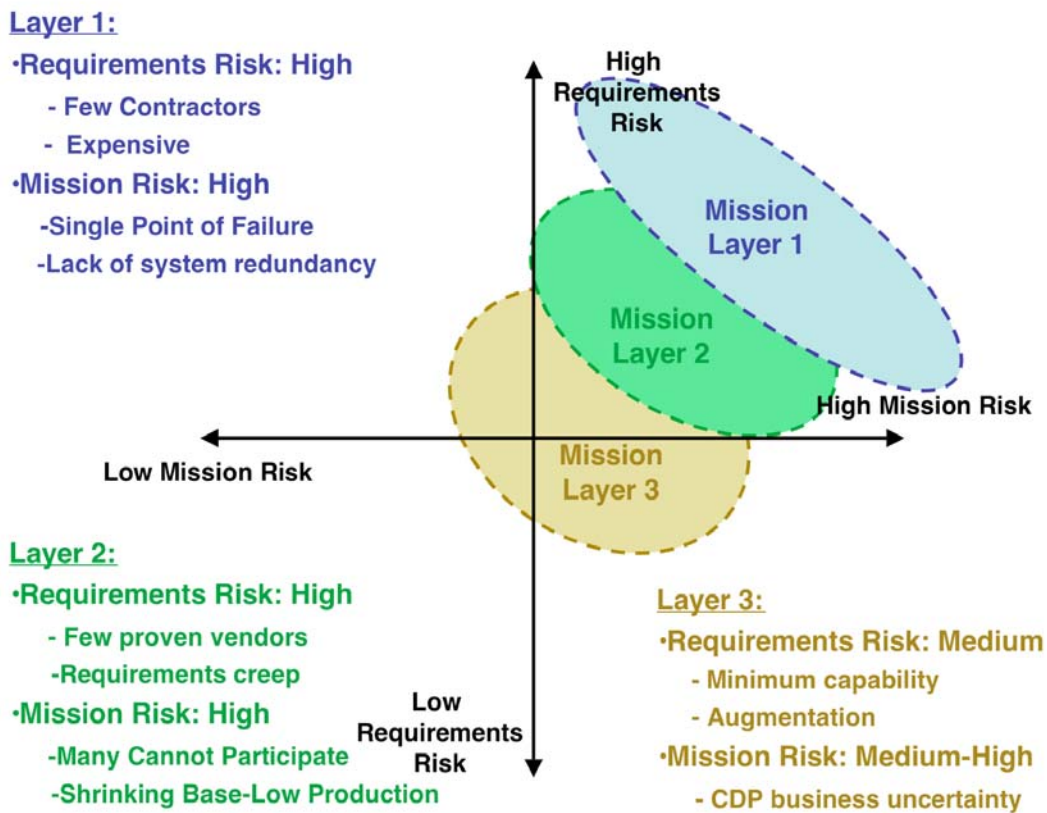 Layer 1:
•Requirements Risk: High
- Few Contractors
- Expensive
•Mission Risk: High
-Single Point of Failure
-Lack of system redundancy
High
Requirements
Risk
Mission
Layer 1
Mission
Layer 2
High Mission Risk
Low Mission Risk
Mission
Layer 3
Layer 2:
•Requirements Risk: High
- Few proven vendors
-Requirements creep
•Mission Risk: High
-Many Cannot Participate
-Shrinking Base-Low Production
Low
Requirements
Risk
Layer 3:
•Requirements Risk: Medium
- Minimum capability
- Augmentation
•Mission Risk: Medium-High
- CDP business uncertainty